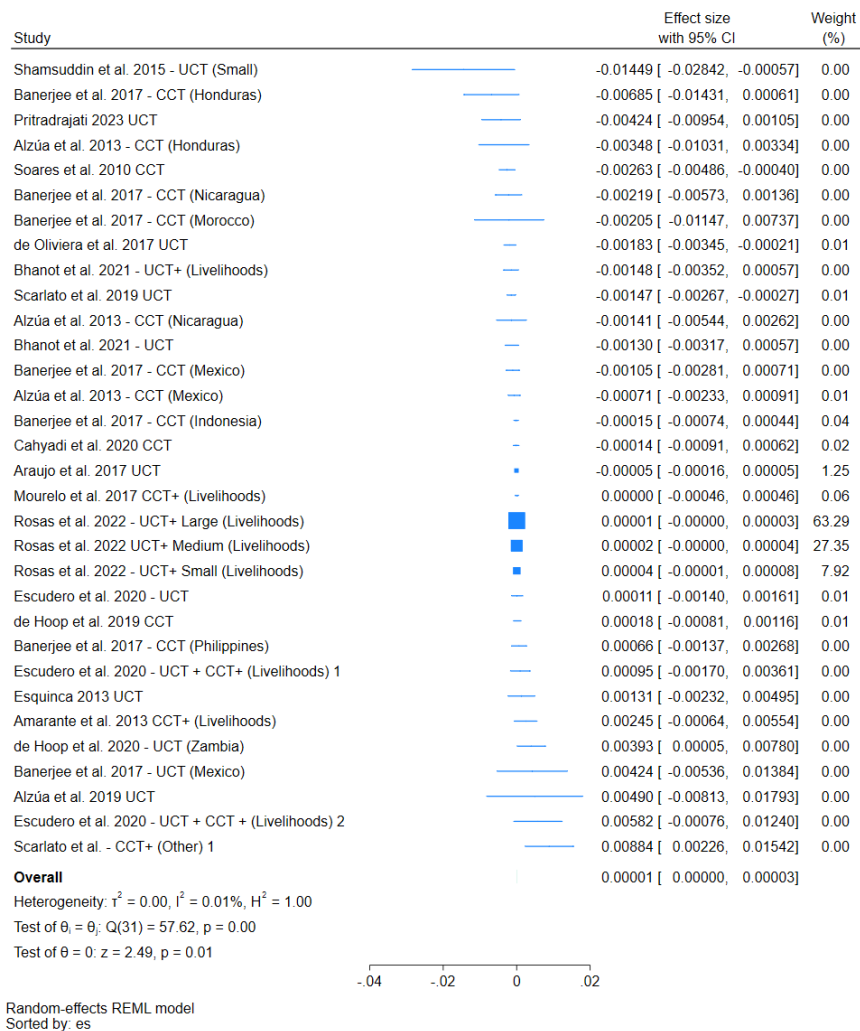 Effect size Weight
Study with 95% CI (%)
Shamsuddin et al. 2015 - UCT (Small) -0.01449 [ -0.02842, -0.00057] 0.00
Banerjee et al. 2017 - CCT (Honduras) -0.00685 [ -0.01431, 0.00061] 0.00
Pritradrajati 2023 UCT -0.00424 [ -0.00954, 0.00105] 0.00
Alzúa et al. 2013 - CCT (Honduras) -0.00348 [ -0.01031, 0.00334] 0.00
Soares et al. 2010 CCT -0.00263 [ -0.00486, -0.00040] 0.00
Banerjee et al. 2017 - CCT (Nicaragua) -0.00219 [ -0.00573, 0.00136] 0.00
Banerjee et al. 2017 - CCT (Morocco) -0.00205 [ -0.01147, 0.00737] 0.00
de Oliviera et al. 2017 UCT -0.00183 [ -0.00345, -0.00021] 0.01
Bhanot et al. 2021 - UCT+ (Livelihoods) -0.00148 [ -0.00352, 0.00057] 0.00
Scarlato et al. 2019 UCT -0.00147 [ -0.00267, -0.00027] 0.01
Alzúa et al. 2013 - CCT (Nicaragua) -0.00141 [ -0.00544, 0.00262] 0.00
Bhanot et al. 2021 - UCT -0.00130 [ -0.00317, 0.00057] 0.00
Banerjee et al. 2017 - CCT (Mexico) -0.00105 [ -0.00281, 0.00071] 0.00
Alzúa et al. 2013 - CCT (Mexico) -0.00071 [ -0.00233, 0.00091] 0.01
Banerjee et al. 2017 - CCT (Indonesia) -0.00015 [ -0.00074, 0.00044] 0.04
Cahyadi et al. 2020 CCT -0.00014 [ -0.00091, 0.00062] 0.02
Araujo et al. 2017 UCT -0.00005 [ -0.00016, 0.00005] 1.25
Mourelo et al. 2017 CCT+ (Livelihoods) 0.00000 [ -0.00046, 0.00046] 0.06
Rosas et al. 2022 - UCT+ Large (Livelihoods) 0.00001 [ -0.00000, 0.00003] 63.29
Rosas et al. 2022 UCT+ Medium (Livelihoods) 0.00002 [ -0.00000, 0.00004] 27.35
Rosas et al. 2022 - UCT+ Small (Livelihoods) 0.00004 [ -0.00001, 0.00008] 7.92
Escudero et al. 2020 - UCT 0.00011 [ -0.00140, 0.00161] 0.01
de Hoop et al. 2019 CCT 0.00018 [ -0.00081, 0.00116] 0.01
Banerjee et al. 2017 - CCT (Philippines) 0.00066 [ -0.00137, 0.00268] 0.00
Escudero et al. 2020 - UCT + CCT+ (Livelihoods) 1 0.00095 [ -0.00170, 0.00361] 0.00
Esquinca 2013 UCT 0.00131 [ -0.00232, 0.00495] 0.00
Amarante et al. 2013 CCT+ (Livelihoods) 0.00245 [ -0.00064, 0.00554] 0.00
de Hoop et al. 2020 - UCT (Zambia) 0.00393 [ 0.00005, 0.00780] 0.00
Banerjee et al. 2017 - UCT (Mexico) 0.00424 [ -0.00536, 0.01384] 0.00
Alzúa et al. 2019 UCT 0.00490 [ -0.00813, 0.01793] 0.00
Escudero et al. 2020 - UCT + CCT + (Livelihoods) 2 0.00582 [ -0.00076, 0.01240] 0.00
Scarlato et al. - CCT+ (Other) 1 0.00884 [ 0.00226, 0.01542] 0.00
Overall 0.00001 [ 0.00000, 0.00003]
Heterogeneity: τ² = 0.00, I² = 0.01%, H² = 1.00
Test of θᵢ = θⱼ: Q(31) = 57.62, p = 0.00
Test of θ = 0: z = 2.49, p = 0.01
-.04 -.02 0 .02
Random-effects REML model
Sorted by: es